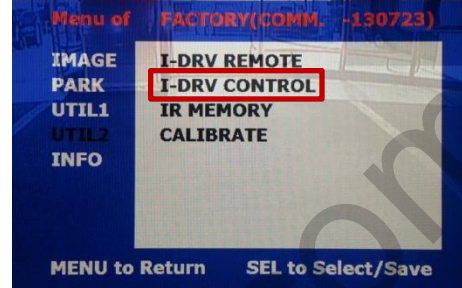 Menu of FACTORY(COMM. -130723)
IMAGE I-DRV REMOTE
PARK I-DRV CONTROL
UTIL1 IR MEMORY
UTIL2 CALIBRATE
INFO
MENU to Return SEL to Select/Save